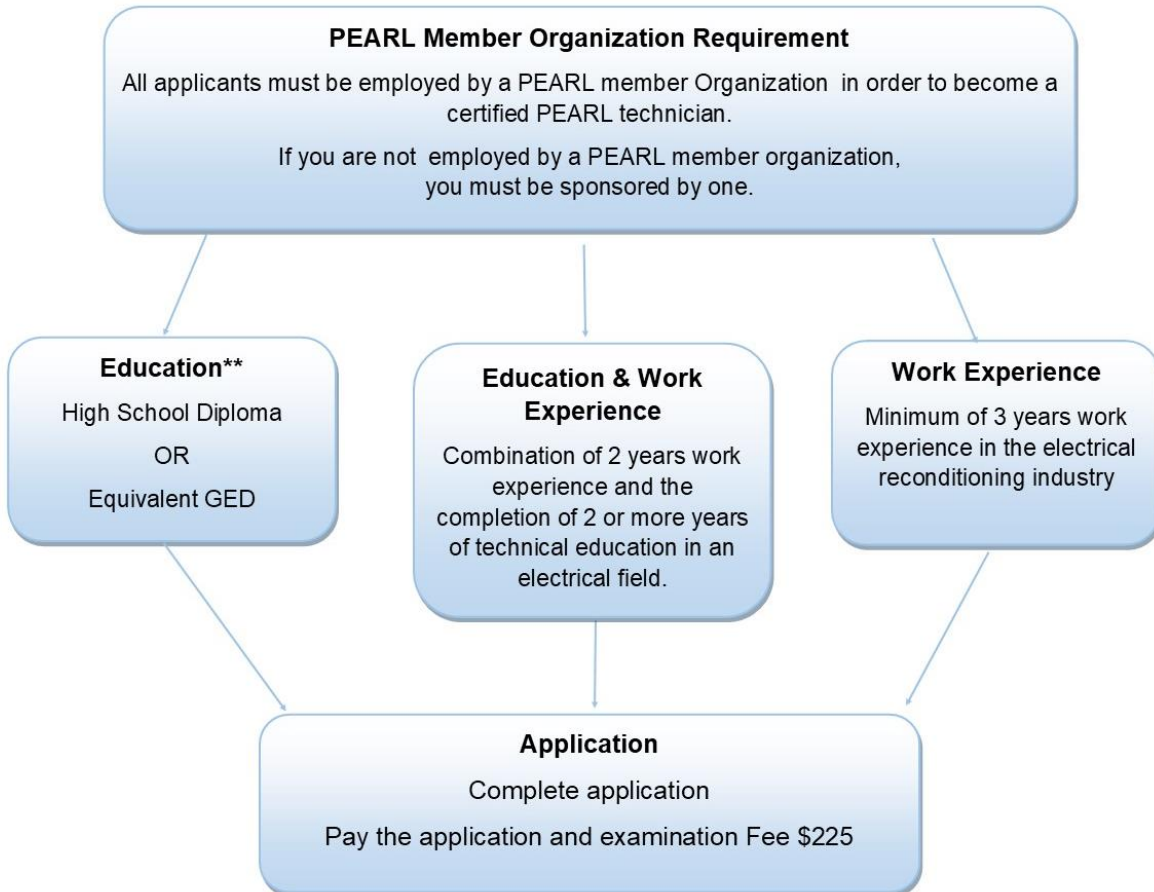 PEARL Member Organization Requirement
All applicants must be employed by a PEARL member Organization in order to become a
certified PEARL technician.
If you are not employed by a PEARL member organization,
you must be sponsored by one.
Education**
High School Diploma
OR
Equivalent GED
Education & Work
Experience
Combination of 2 years work
experience and the
completion of 2 or more years
of technical education in an
electrical field.
Work Experience
Minimum of 3 years work
experience in the electrical
reconditioning industry
Application
Complete application
Pay the application and examination Fee $225